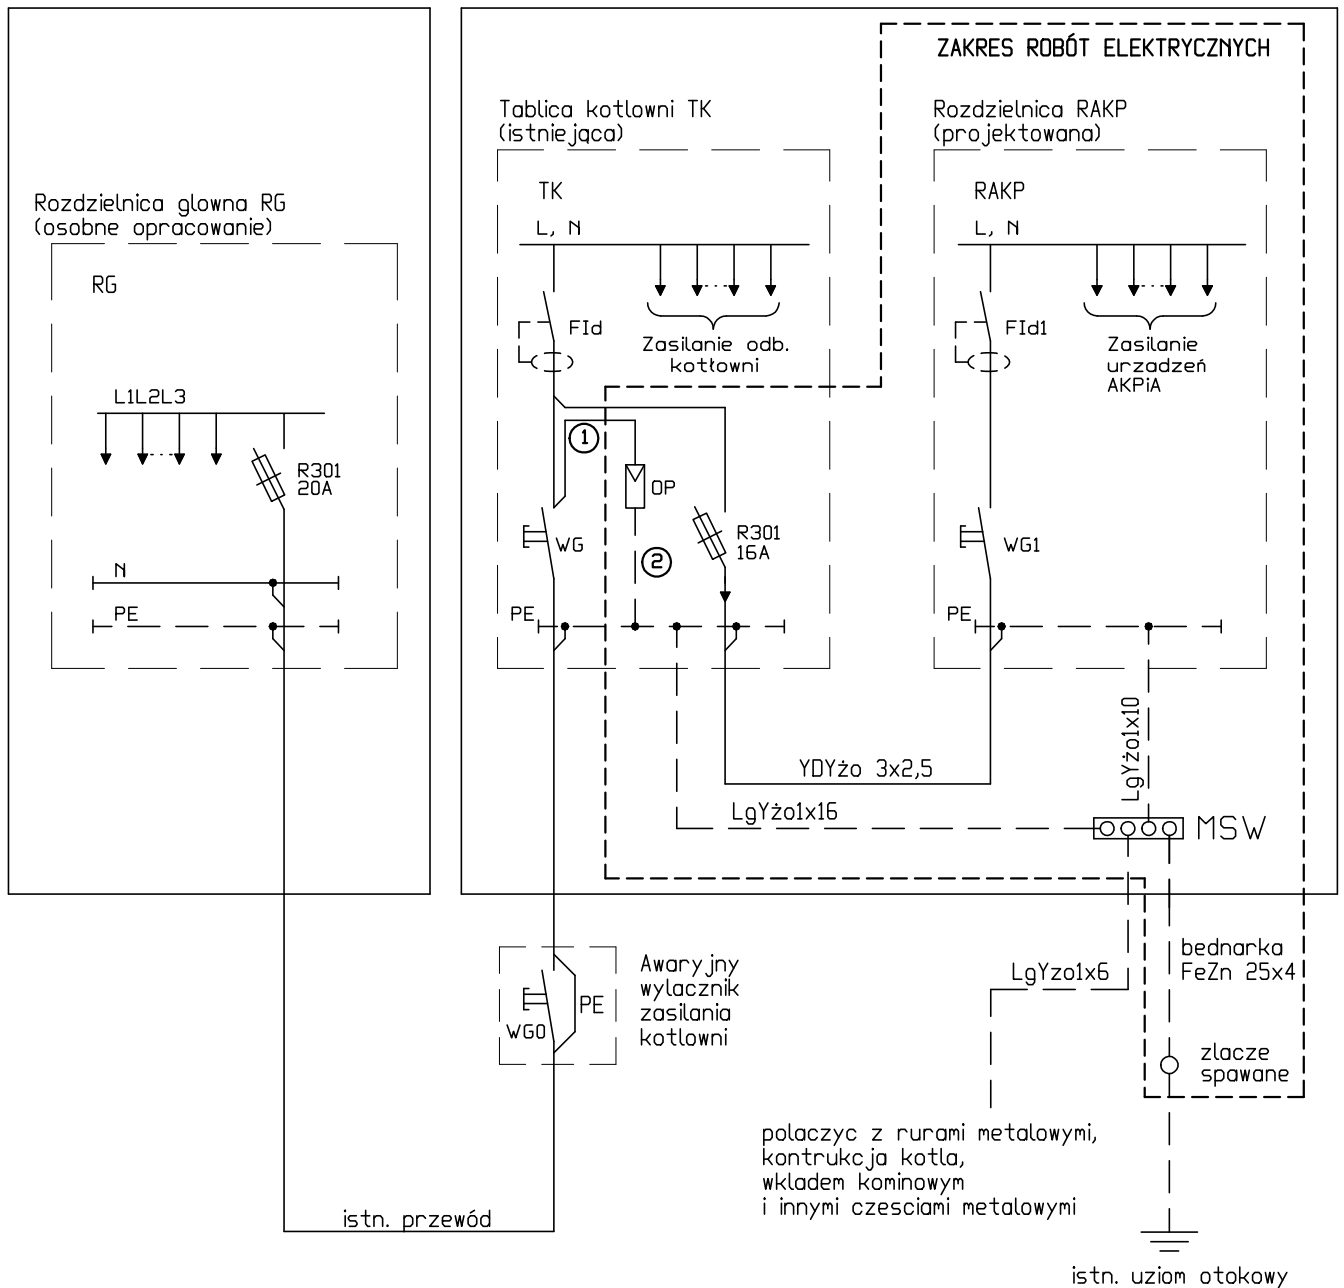 ZAKRES ROBÓT ELEKTRYCZNYCH
Rozdzielnica glowna RG
(osobne opracowanie)
RG
L1L2L3
R301
20A
N
PE
Tablica kotlowni TK
(istniejąca)
TK
L, N
FId
Zasilanie odb.
kotłowni
1
OP
WG
2
R301
16A
PE
Rozdzielnica RAKP
(projektowana)
RAKP
L, N
FId1
Zasilanie
urzadzeń
AKPiA
WG1
PE
LgYżo1x10
YDYżo 3x2,5
LgYżo1x16
MSW
WG0
PE
Awaryjny
wylacznik
zasilania
kotlowni
LgYzo1x6
bednarka
FeZn 25x4
zlacze
spawane
polaczyc z rurami metalowymi,
kontrukcja kotla,
wkladem kominowym
i innymi czesciami metalowymi
istn. przewód
istn. uziom otokowy